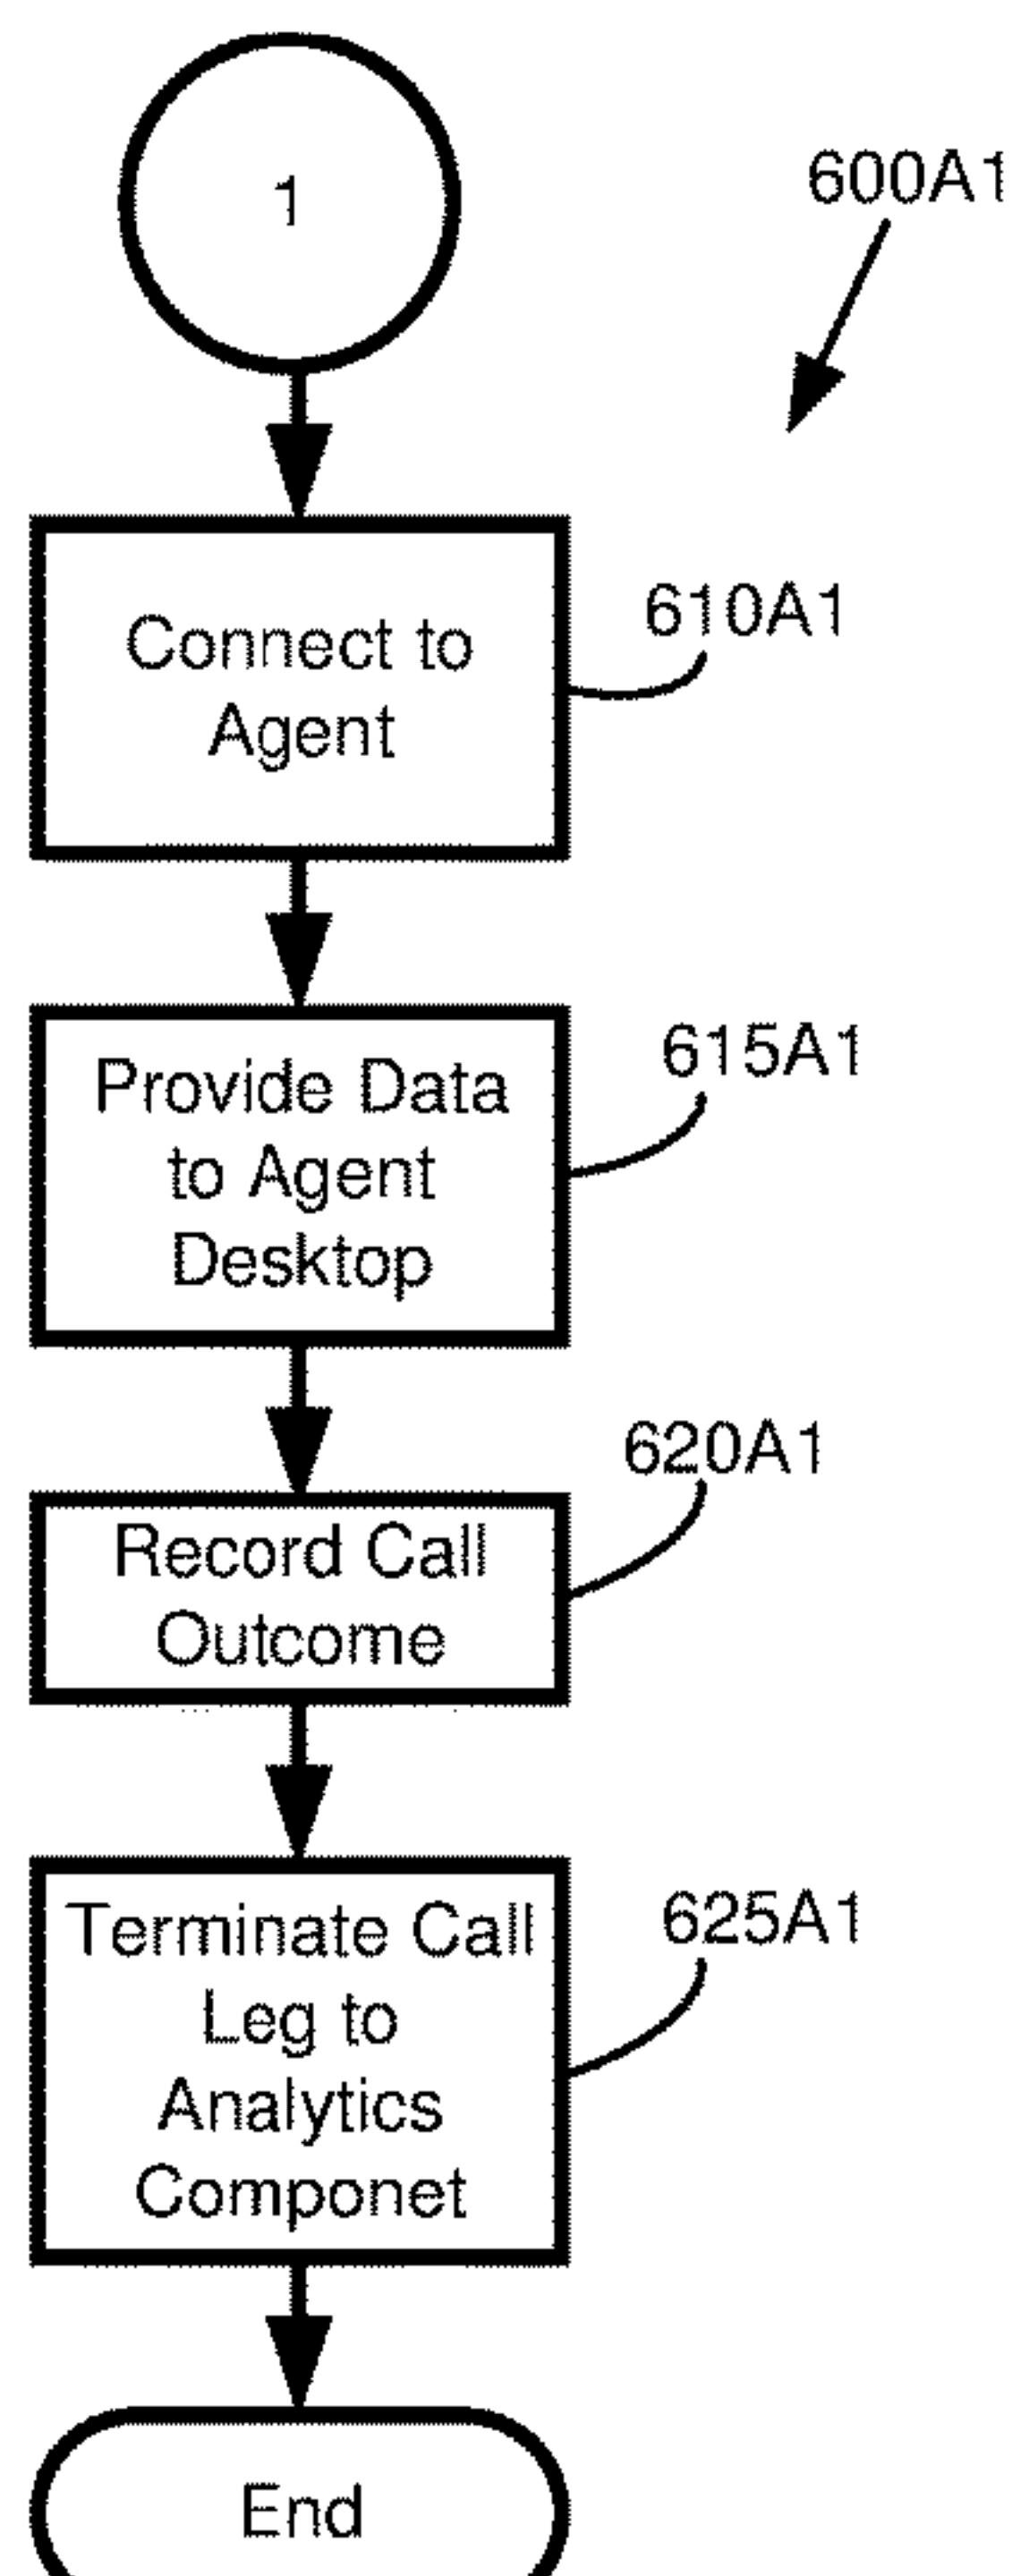 1
600A1
Connect to
Agent
610A1
Provide Data
to Agent
Desktop
615A1
Record Call
Outcome
620A1
Terminate Call
Leg to
Analytics
Componet
625A1
End